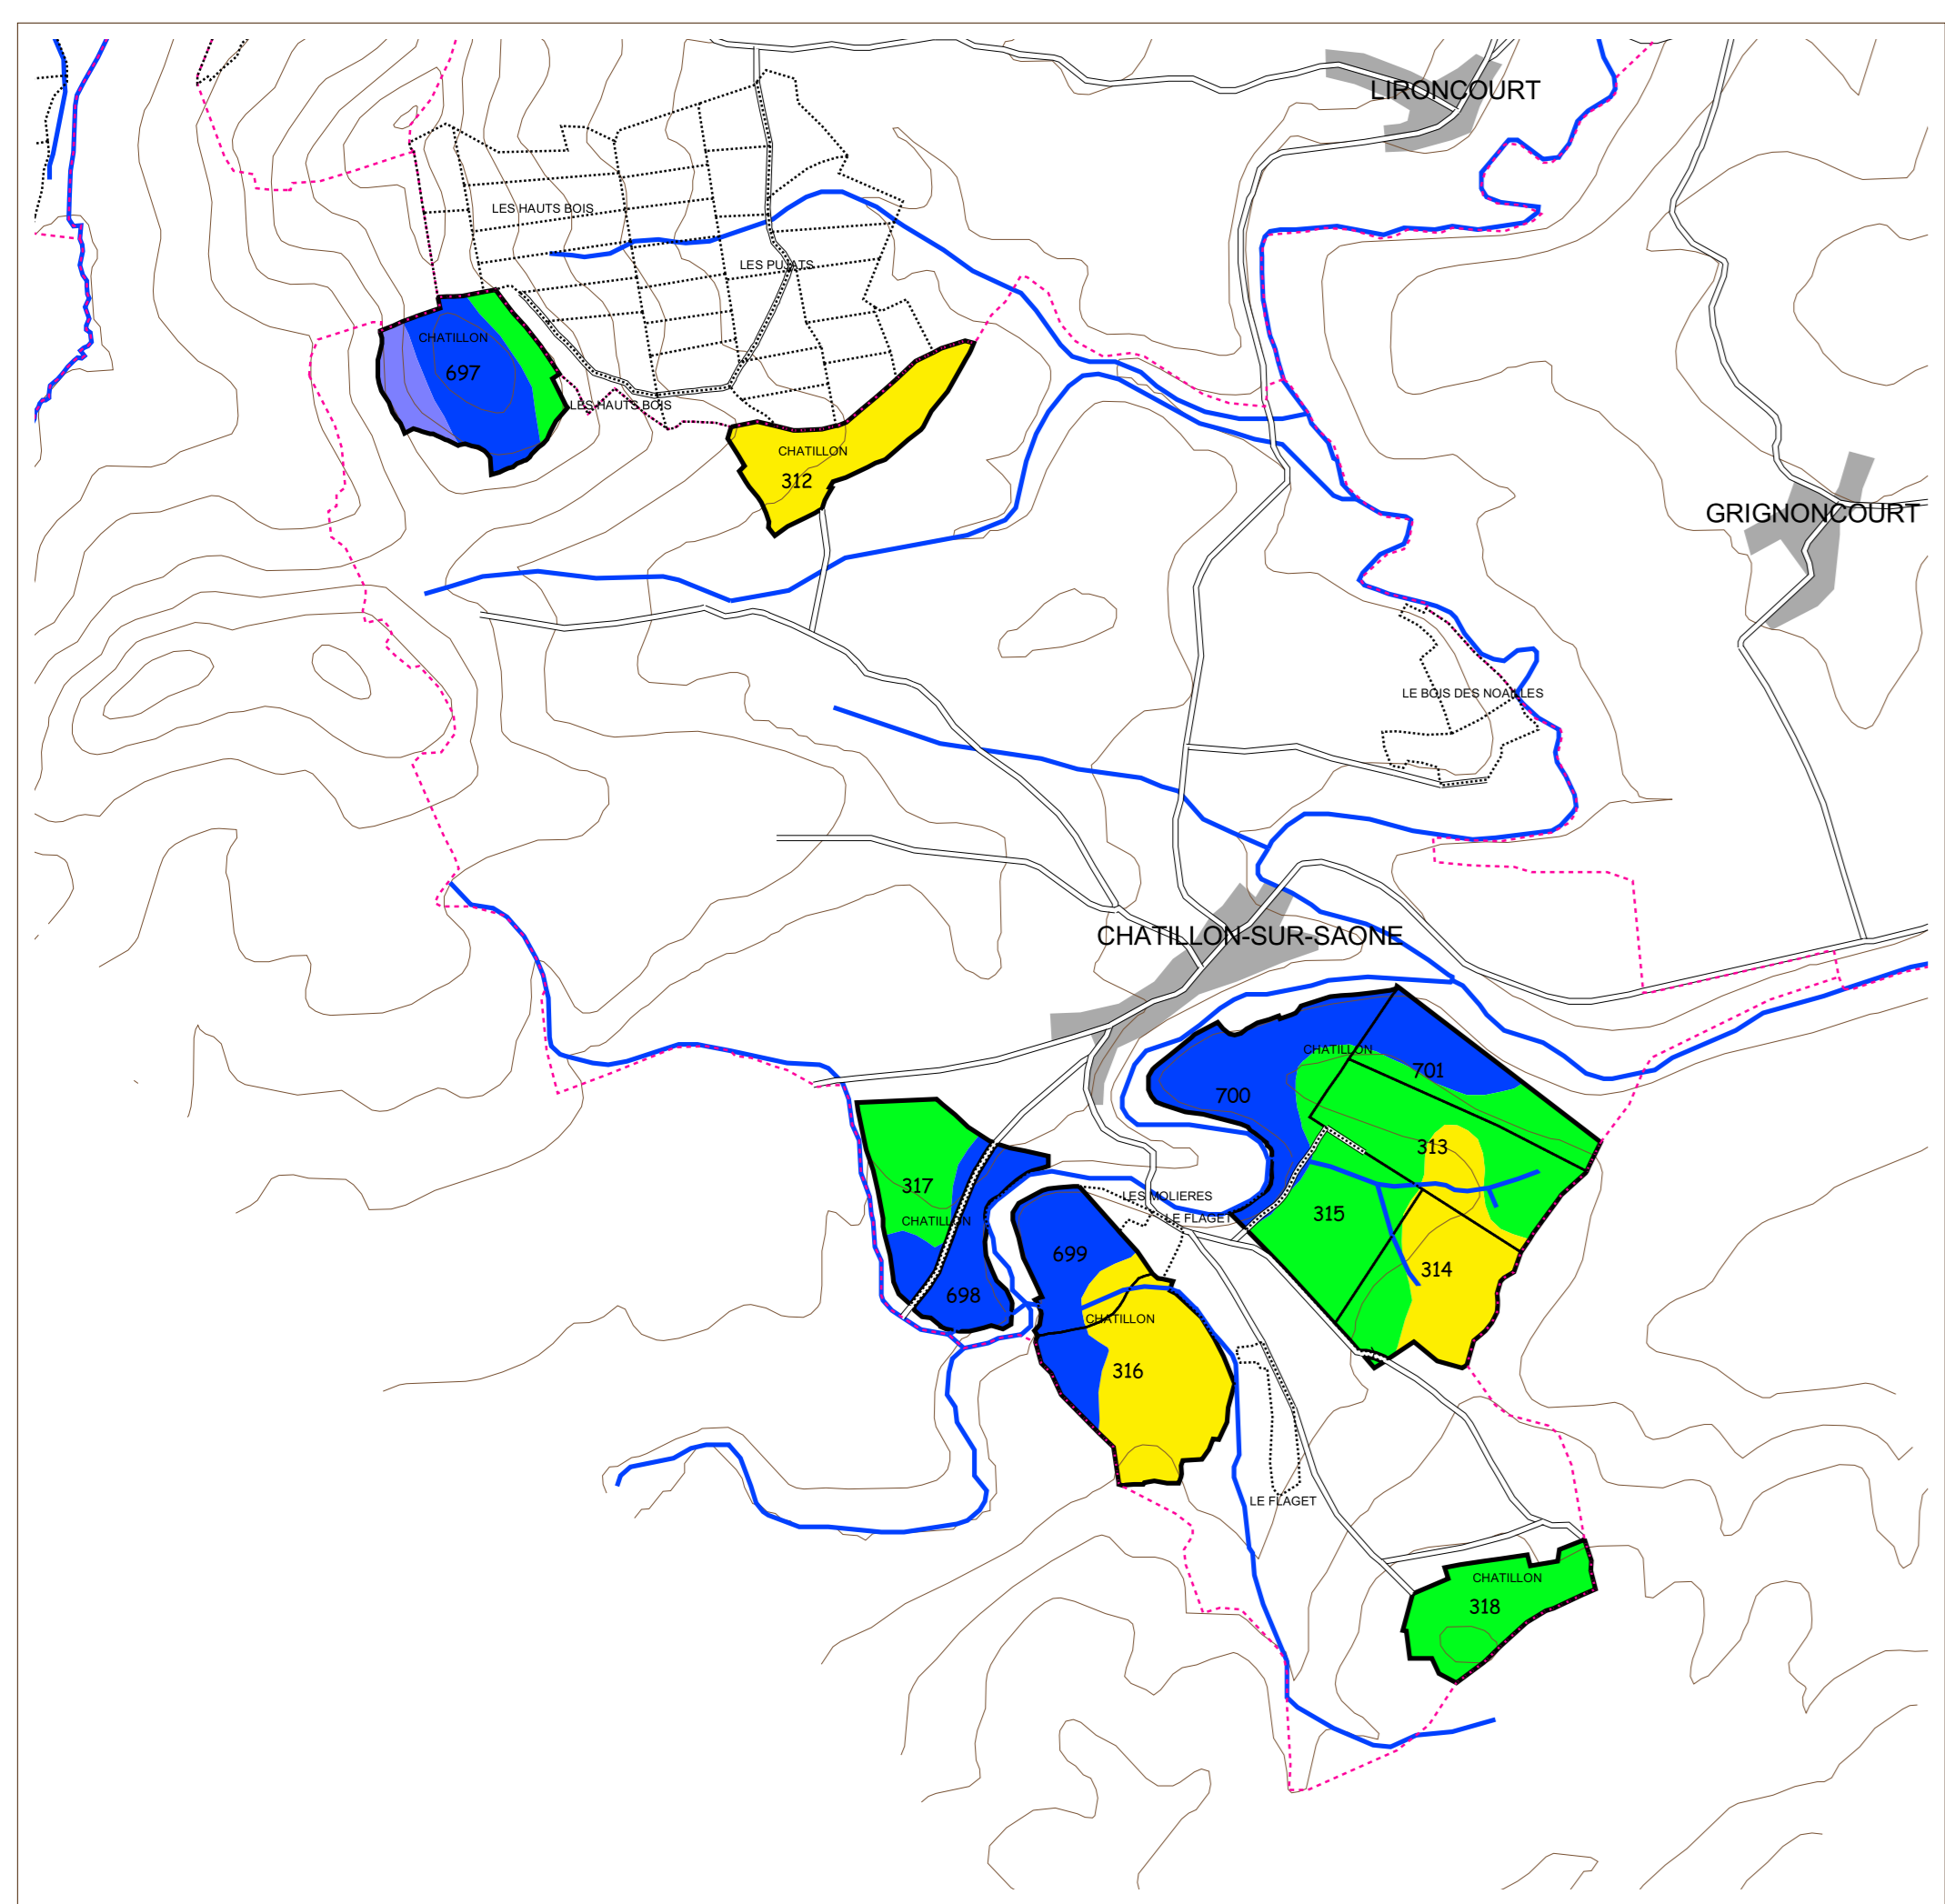 LIRONCOURT
LES HAUTS BOIS
LES PUJATS
CHATILLON
697
LES HAUTS BOIS
CHATILLON
312
GRIGNONCOURT
LE BOIS DES NOAILLES
CHATILLON-SUR-SAONE
CHATILLON
701
700
313
317
LES MOLIERES
315
LE FLAGET
CHATILLON
699
314
698
CHATILLON
316
LE FLAGET
CHATILLON
318